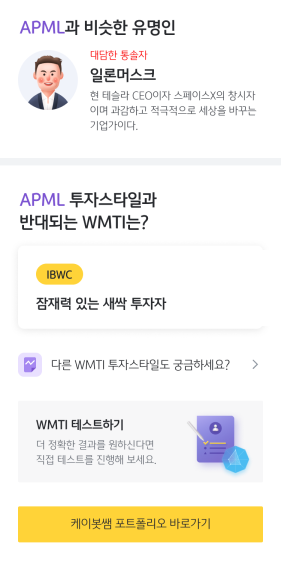 APML과 비슷한 유명인
대담한 통솔자
일론머스크
현 테슬라 CEO이자 스페이스X의 창시자
이며 과감하고 적극적으로 세상을 바꾸는
기업가이다.
APML 투자스타일과
반대되는 WMTI는?
IBWC
잠재력 있는 새싹 투자자
다른 WMTI 투자스타일도 궁금하세요?
WMTI 테스트하기
더 정확한 결과를 원하신다면
직접 테스트를 진행해 보세요.
케이봇쌤 포트폴리오 바로가기